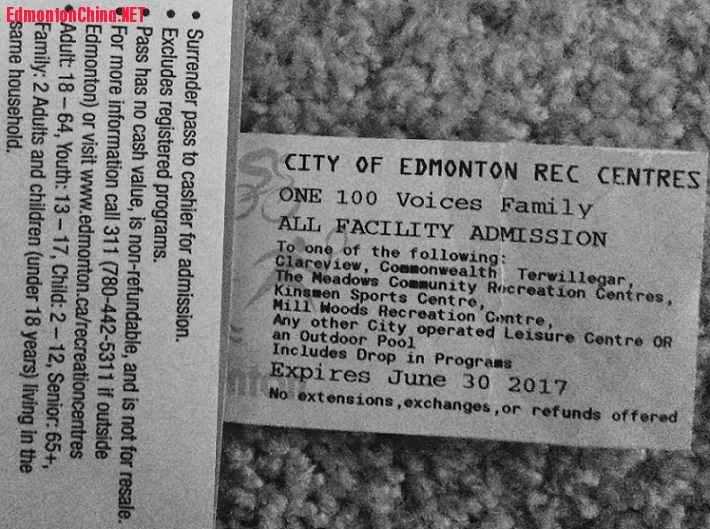 EdmontonChina.NET
• Surrender pass to cashier for admission.
• Excludes registered programs.
• Pass has no cash value, is non-refundable, and is not for resale.
• For more information call 311 (780-442-5311 if outside
Edmonton) or visit www.edmonton.ca/recreationcentres
• Adult: 18 – 64, Youth: 13 – 17, Child: 2 – 12, Senior: 65+,
Family: 2 Adults and children (under 18 years) living in the
same household.
CITY OF EDMONTON REC CENTRES
ONE 100 Voices Family
ALL FACILITY ADMISSION
To one of the following:
Clareview, Commonwealth Terwillegar,
The Meadows Community Recreation Centres,
Kinsmen Sports Centre,
Mill Woods Recreation Centre,
Any other City operated Leisure Centre OR
an Outdoor Pool
Includes Drop in Programs
Expires June 30 2017
No extensions,exchanges,or refunds offered